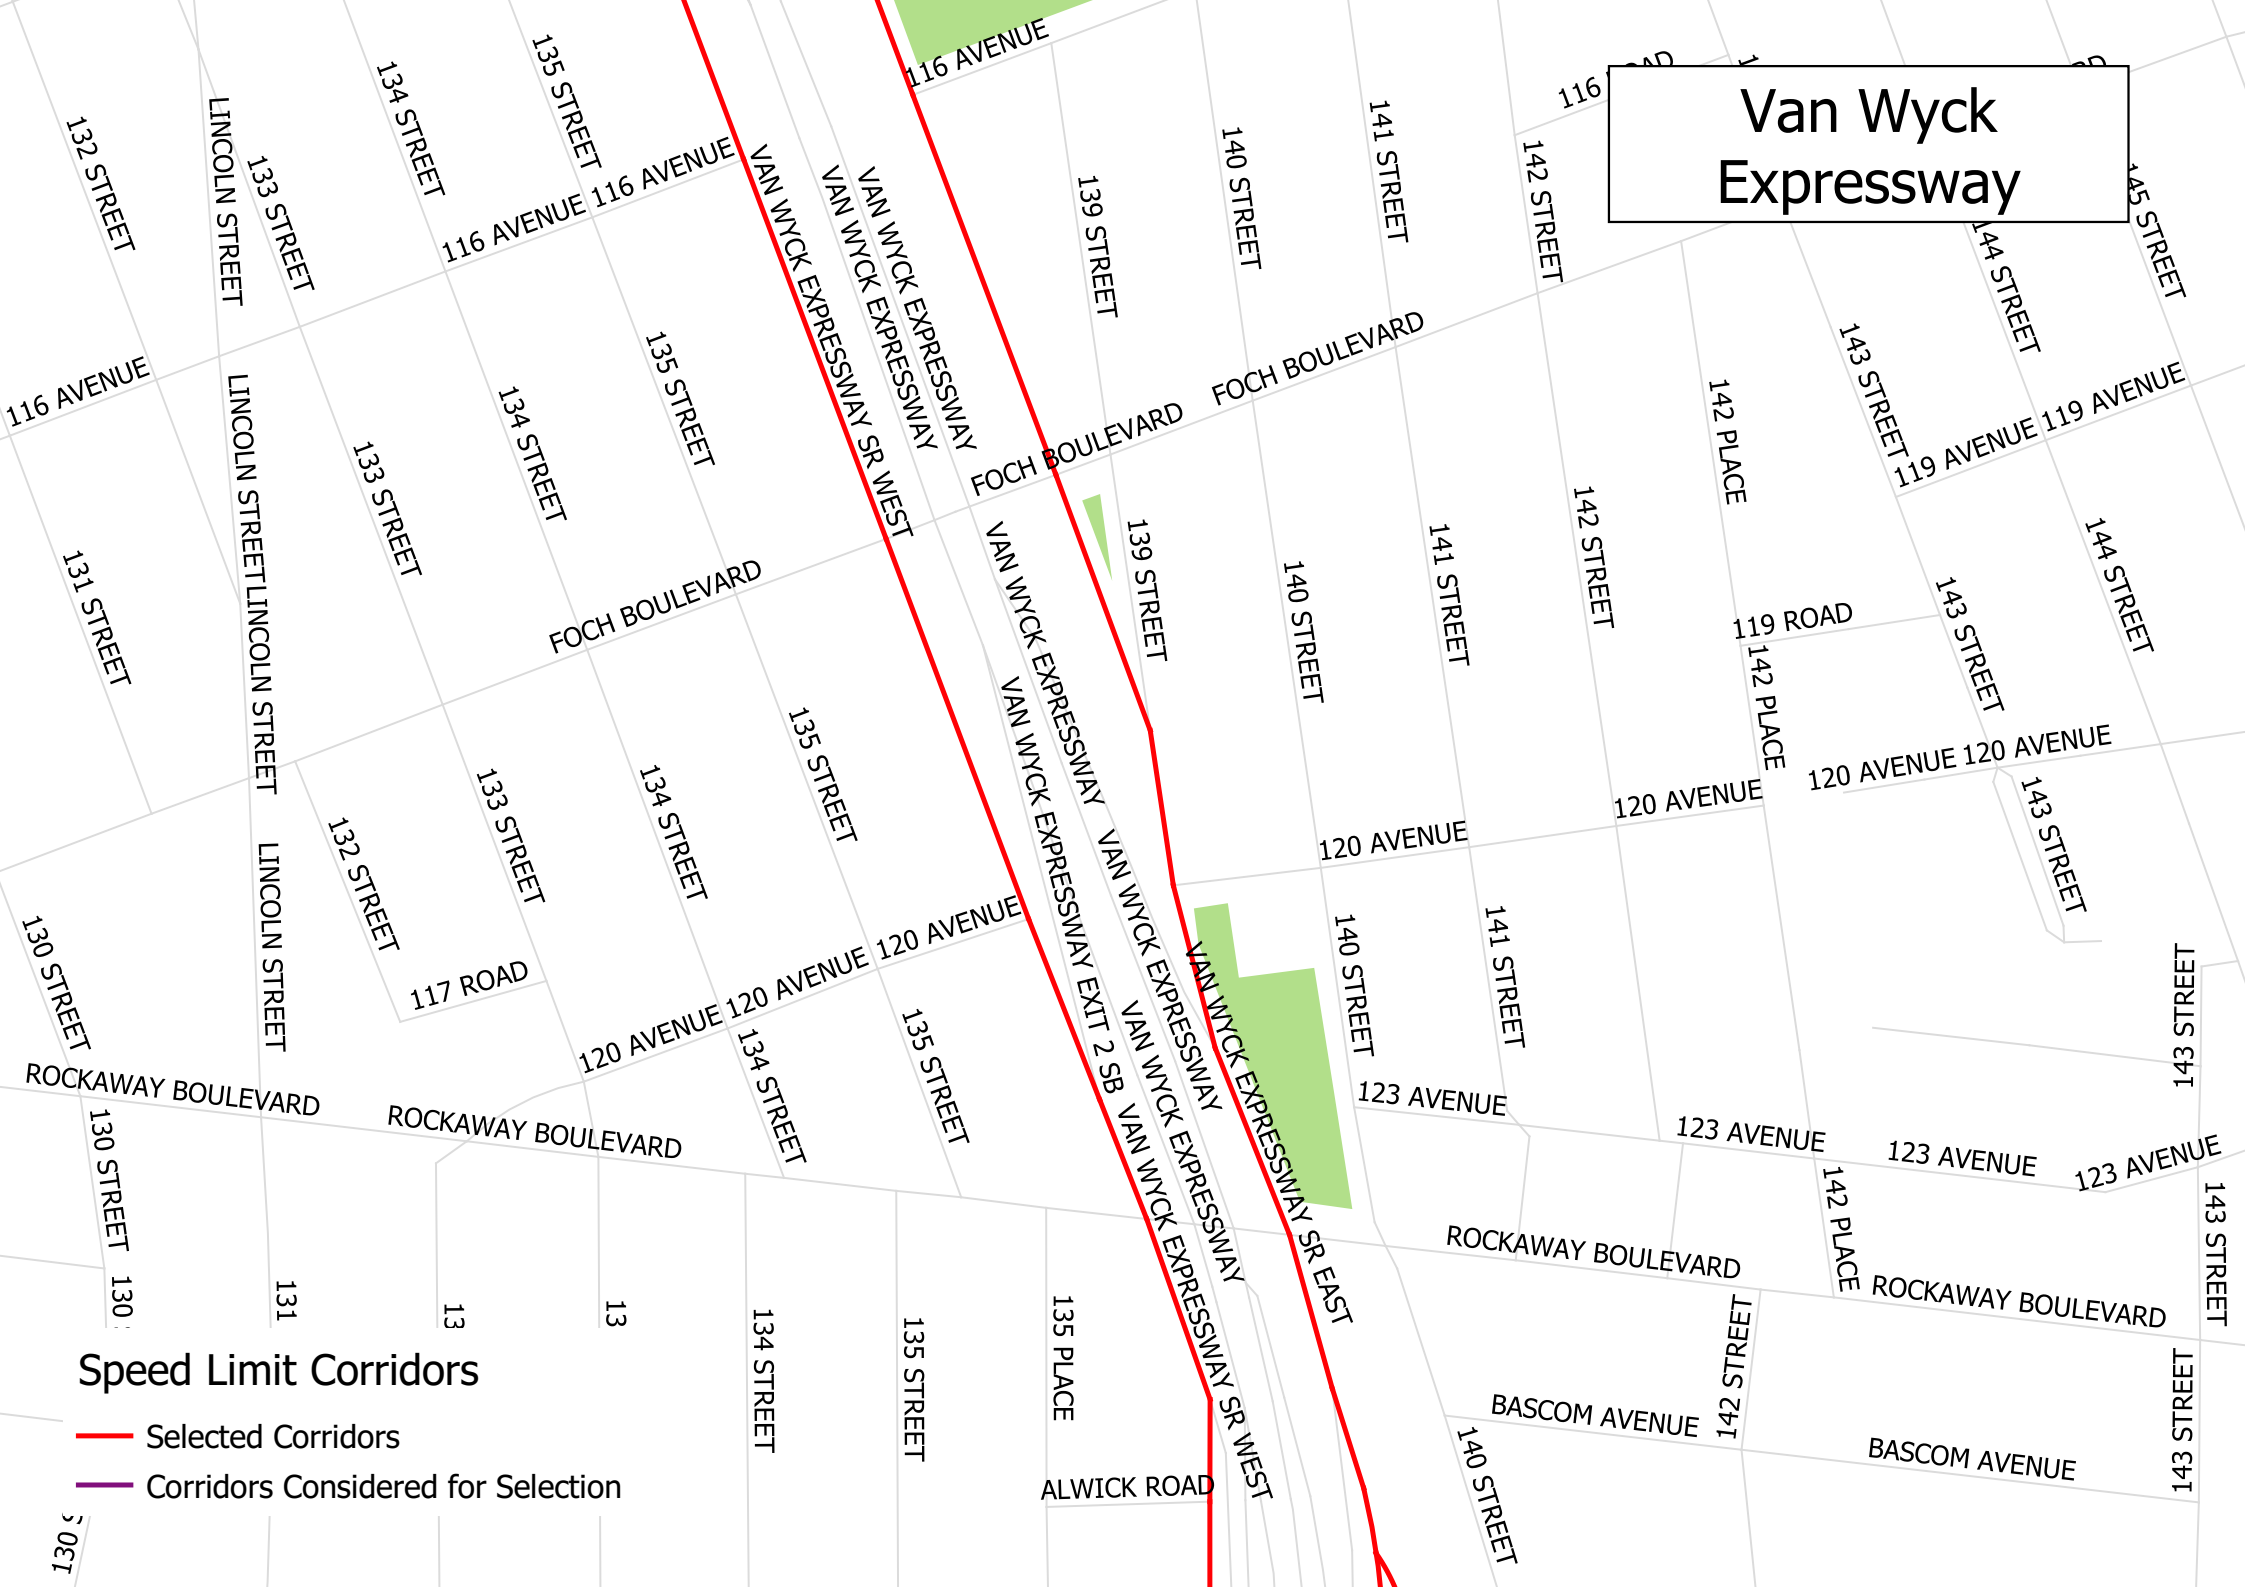 Van Wyck
Expressway
116 AVENUE
116 AVENUE
116 AVENUE
116 AVENUE
132 STREET
LINCOLN STREET
133 STREET
134 STREET
135 STREET
VAN WYCK EXPRESSWAY SR WEST
VAN WYCK EXPRESSWAY
VAN WYCK EXPRESSWAY
139 STREET
140 STREET
141 STREET
142 STREET
116
145 STREET
144 STREET
143 STREET
119 AVENUE
119 AVENUE
FOCH BOULEVARD
FOCH BOULEVARD
FOCH BOULEVARD
131 STREET
LINCOLN STREET
LINCOLN STREET
133 STREET
134 STREET
135 STREET
VAN WYCK EXPRESSWAY
139 STREET
140 STREET
141 STREET
142 STREET
142 PLACE
119 ROAD
142 PLACE
143 STREET
144 STREET
120 AVENUE
120 AVENUE
120 AVENUE
120 AVENUE
143 STREET
130 STREET
LINCOLN STREET
132 STREET
117 ROAD
133 STREET
134 STREET
135 STREET
120 AVENUE
120 AVENUE
120 AVENUE
VAN WYCK EXPRESSWAY EXIT 2 SB
VAN WYCK EXPRESSWAY
VAN WYCK EXPRESSWAY
VAN WYCK EXPRESSWAY SR EAST
140 STREET
141 STREET
143 STREET
ROCKAWAY BOULEVARD
ROCKAWAY BOULEVARD
130 STREET
134 STREET
135 STREET
123 AVENUE
123 AVENUE
123 AVENUE
123 AVENUE
142 PLACE
143 STREET
ROCKAWAY BOULEVARD
ROCKAWAY BOULEVARD
VAN WYCK EXPRESSWAY SR WEST
130
131
13
13
134 STREET
135 STREET
135 PLACE
ALWICK ROAD
142 STREET
143 STREET
BASCOM AVENUE
BASCOM AVENUE
140 STREET
Speed Limit Corridors
Selected Corridors
Corridors Considered for Selection
130